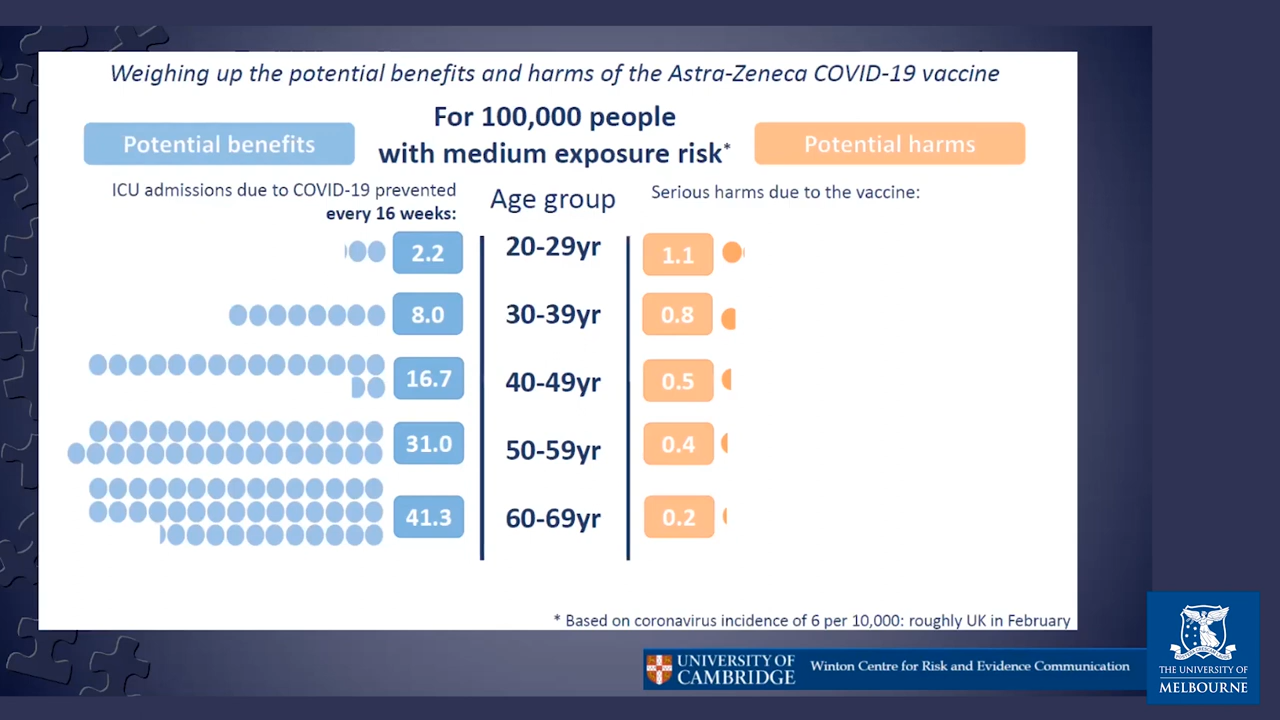 Weighing up the potential benefits and harms of the Astra-Zeneca COVID-19 vaccine
For 100,000 people
with medium exposure risk*
Potential benefits
Potential harms
ICU admissions due to COVID-19 prevented
every 16 weeks:
Age group
Serious harms due to the vaccine:
2.2 20-29yr 1.1
8.0 30-39yr 0.8
16.7 40-49yr 0.5
31.0 50-59yr 0.4
41.3 60-69yr 0.2
* Based on coronavirus incidence of 6 per 10,000: roughly UK in February
UNIVERSITY OF
CAMBRIDGE
Winton Centre for Risk and Evidence Communication
THE UNIVERSITY OF
MELBOURNE